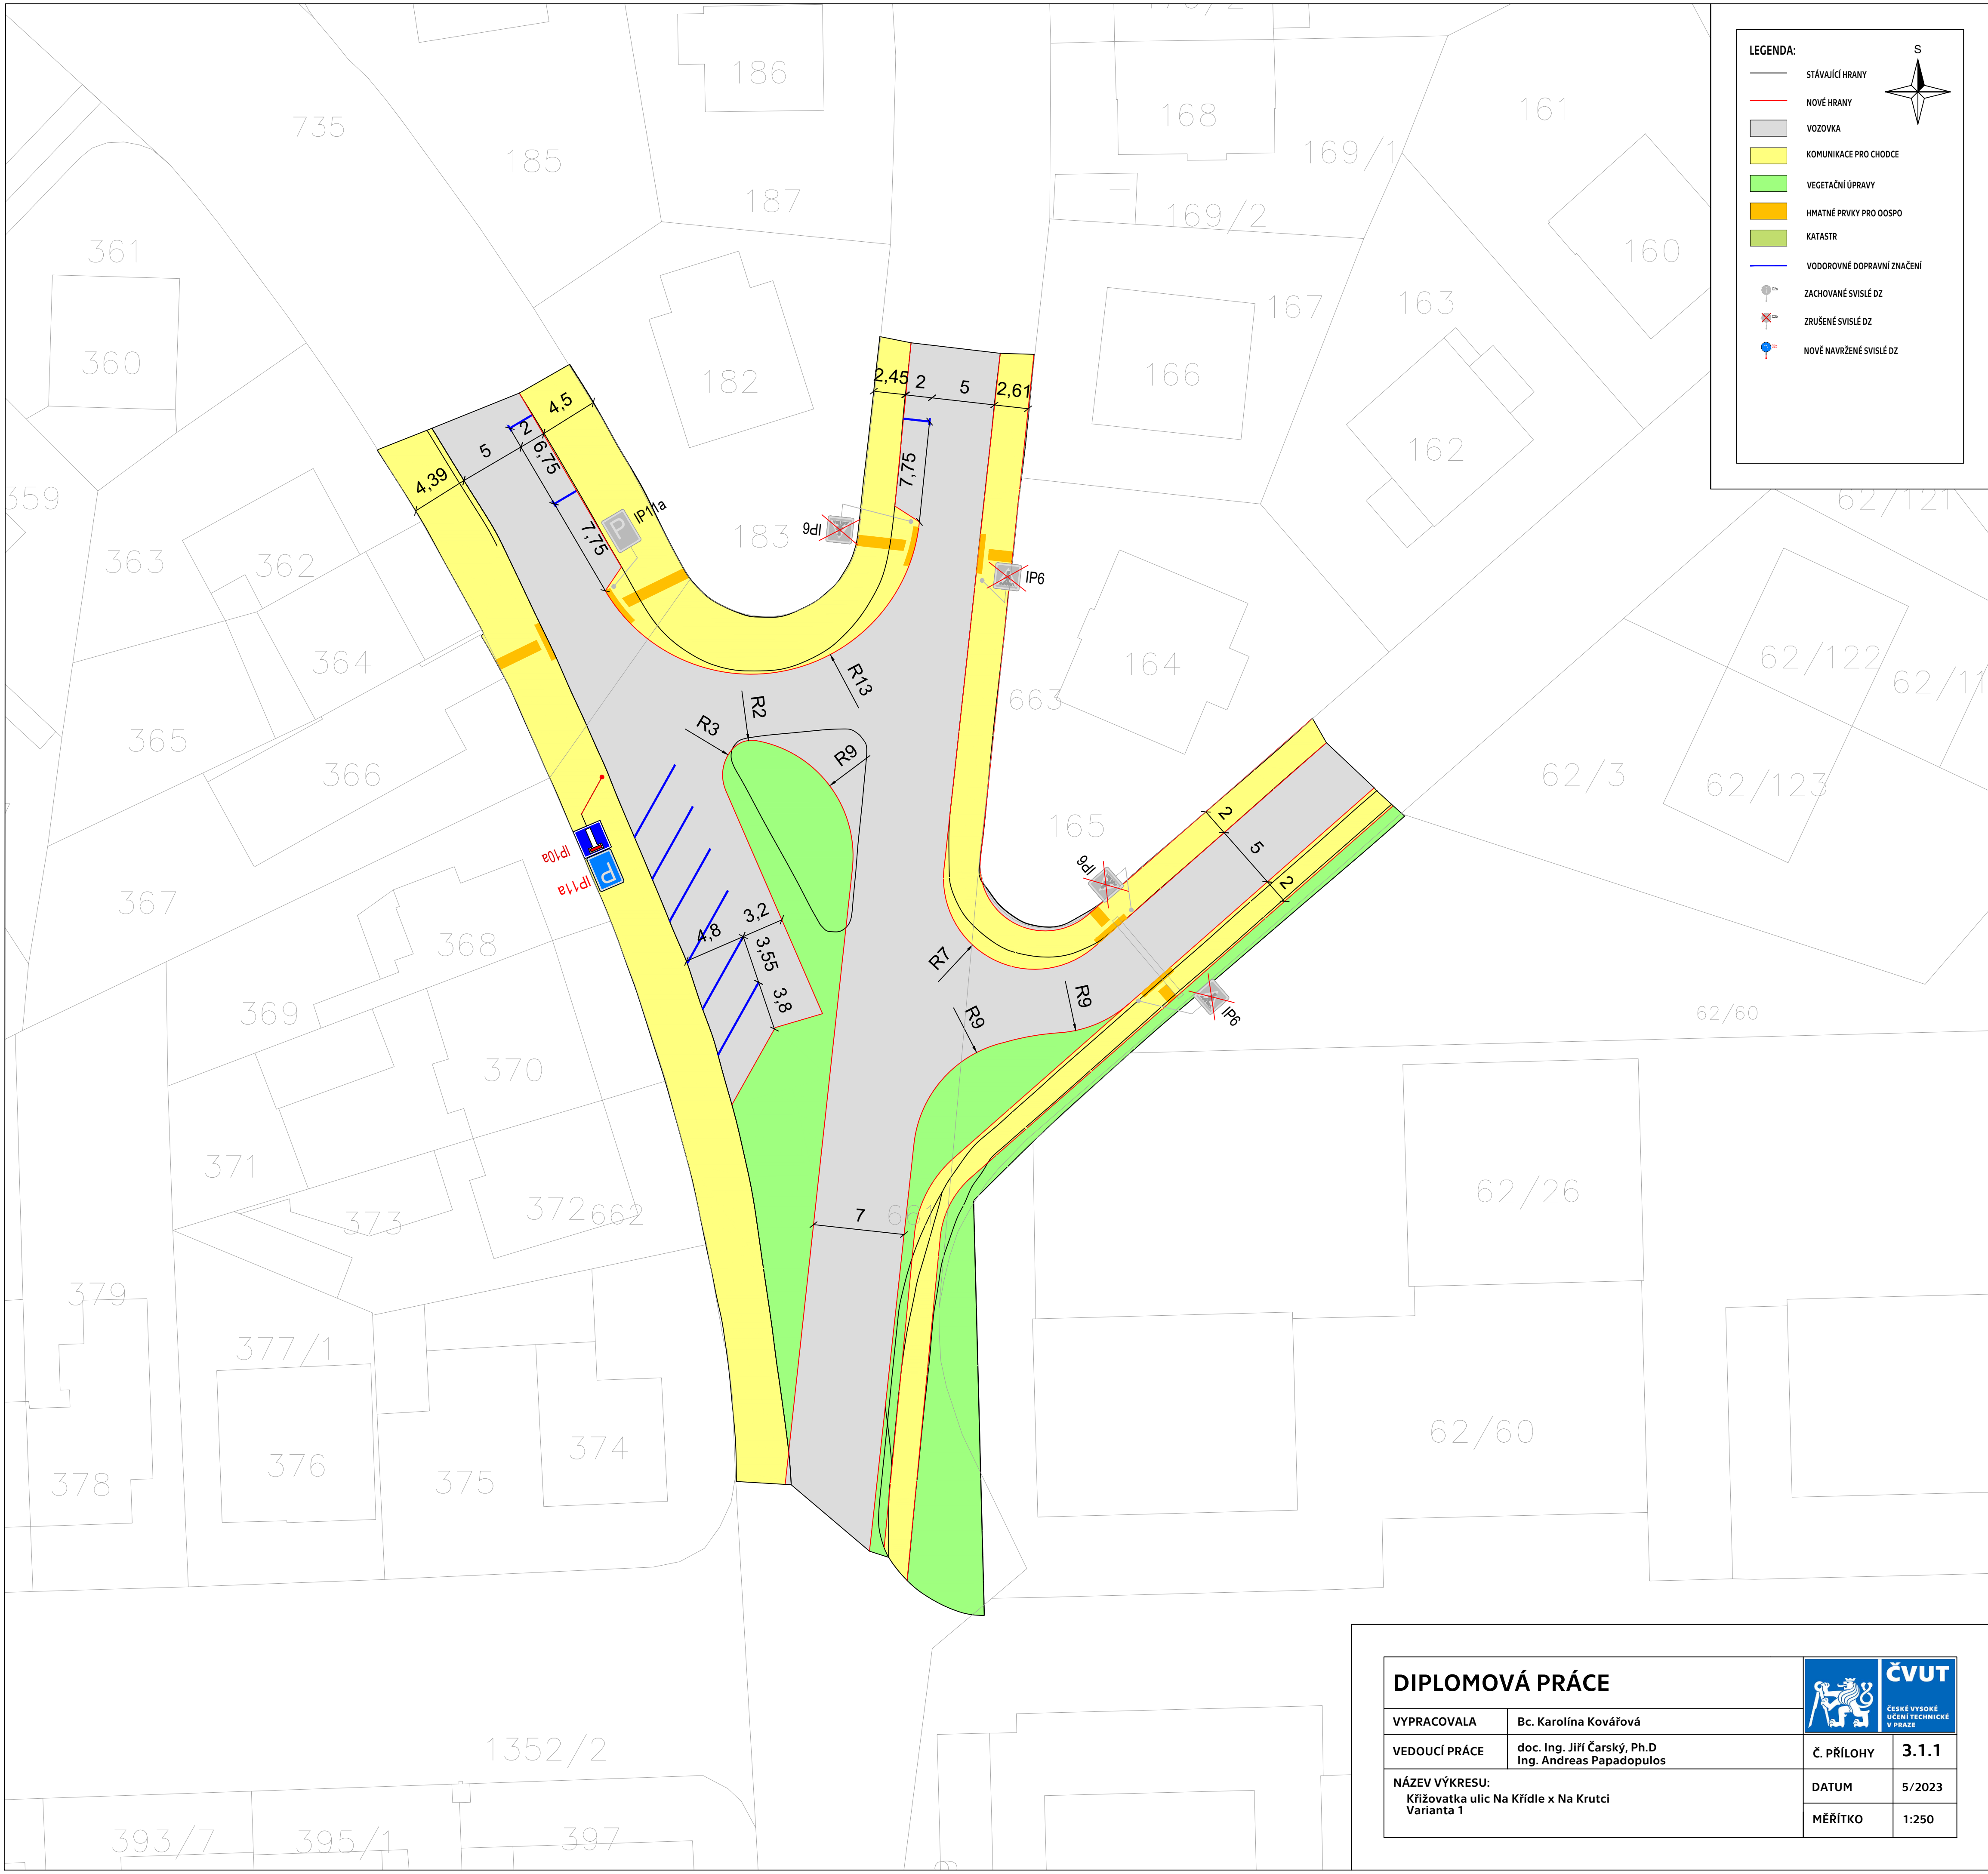 LEGENDA:
S
STÁVAJÍCÍ HRANY
NOVÉ HRANY
VOZOVKA
KOMUNIKACE PRO CHODCE
VEGETAČNÍ ÚPRAVY
HMATNÉ PRVKY PRO OOSPO
KATASTR
VODOROVNÉ DOPRAVNÍ ZNAČENÍ
ZACHOVANÉ SVISLÉ DZ
ZRUŠENÉ SVISLÉ DZ
NOVĚ NAVRŽENÉ SVISLÉ DZ
186
168
161
735
185
169/1
187
169/2
361
160
167
163
360
182
166
162
359
62/121
183
363
362
364
164
62/122
62/11
663
365
366
62/3
62/123
165
367
368
369
62/60
370
371
62/26
372
662
373
661
379
377/1
62/60
374
376
375
378
1352/2
393/7
395/1
397
4,5
2
5
4,39
6,75
7,75
P
IP11a
2,45
2
5
2,61
7,75
IP6
IP6
R13
R2
R3
R9
IP10a
P
IP11a
4,8
3,2
3,55
3,8
R7
R9
R9
IP6
IP6
2
5
2
7
DIPLOMOVÁ PRÁCE
VYPRACOVALA
Bc. Karolína Kovářová
VEDOUCÍ PRÁCE
doc. Ing. Jiří Čarský, Ph.D
Ing. Andreas Papadopulos
NÁZEV VÝKRESU:
Křižovatka ulic Na Křídle x Na Krutci
Varianta 1
ČVUT
ČESKÉ VYSOKÉ
UČENÍ TECHNICKÉ
V PRAZE
Č. PŘÍLOHY
3.1.1
DATUM
5/2023
MĚŘÍTKO
1:250